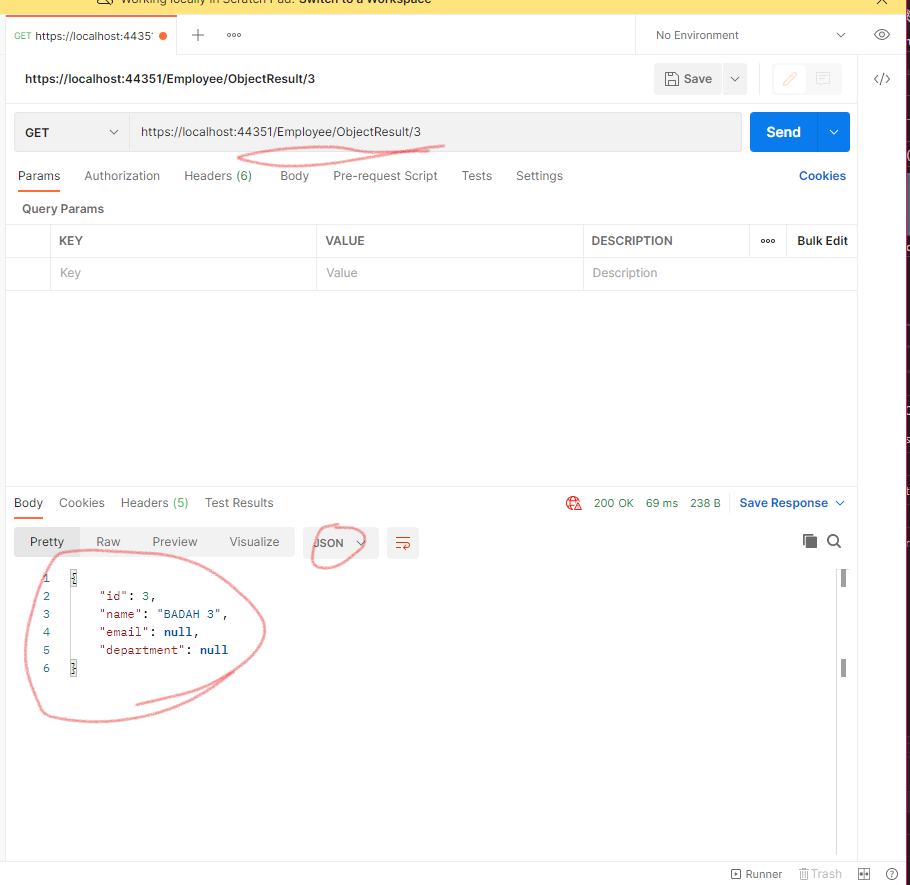 Working locally in Scratch Pad. Switch to a Workspace
GET https://localhost:4435
No Environment
https://localhost:44351/Employee/ObjectResult/3
Save
GET
https://localhost:44351/Employee/ObjectResult/3
Send
Params Authorization Headers (6) Body Pre-request Script Tests Settings Cookies
Query Params
KEY VALUE DESCRIPTION Bulk Edit
Key Value Description
Body Cookies Headers (5) Test Results 200 OK 69 ms 238 B Save Response
Pretty Raw Preview Visualize JSON
1 {
2 "id": 3,
3 "name": "BADAH 3",
4 "email": null,
5 "department": null
6 }
Runner Trash